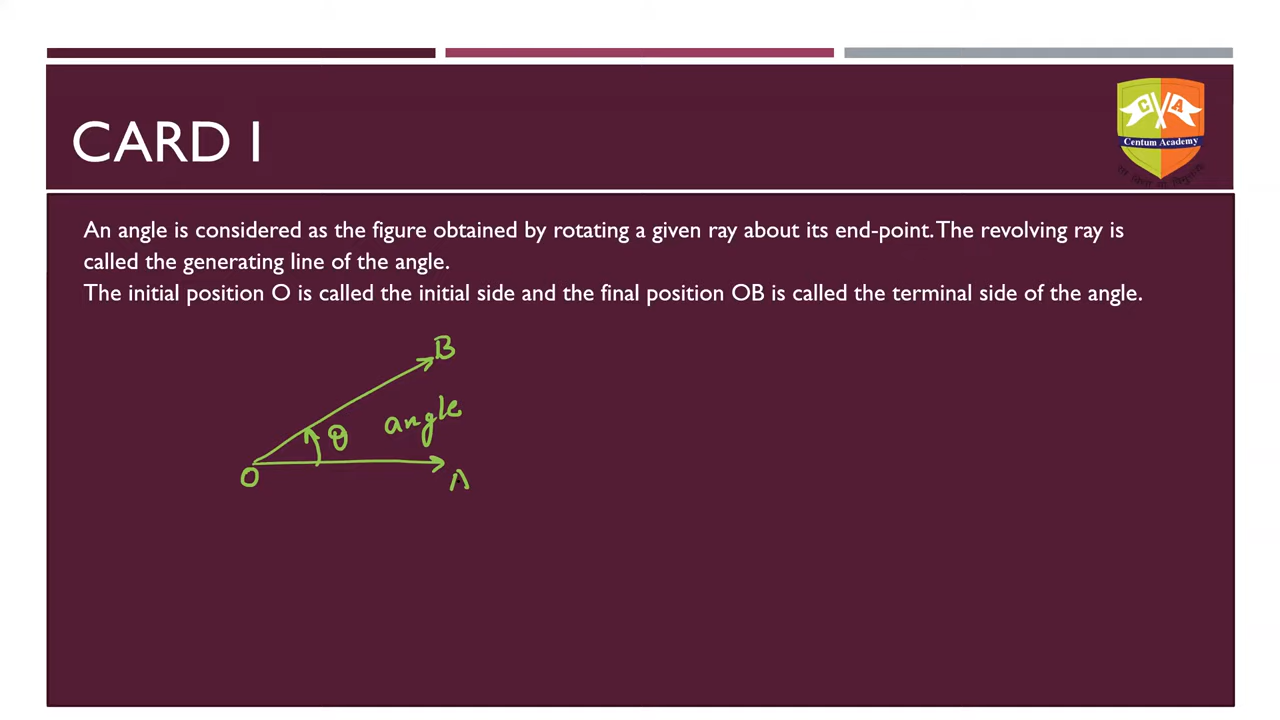 CARD I
C A
Centum Academy
An angle is considered as the figure obtained by rotating a given ray about its end-point. The revolving ray is
called the generating line of the angle.
The initial position O is called the initial side and the final position OB is called the terminal side of the angle.
B
angle
θ
O
A